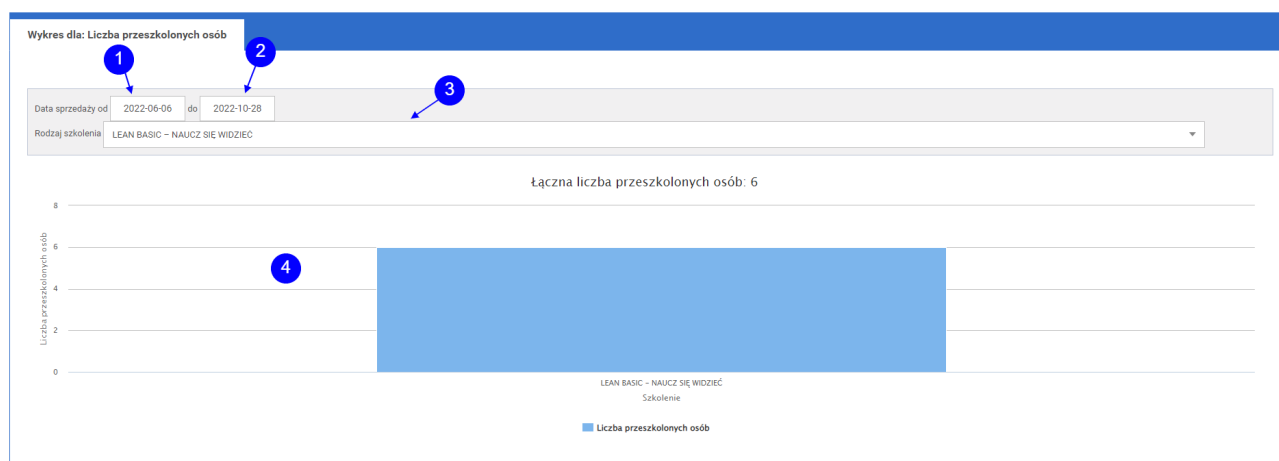 Wykres dla: Liczba przeszkolonych osób
1
2
3
Data sprzedaży od 2022-06-06 do 2022-10-28
Rodzaj szkolenia LEAN BASIC – NAUCZ SIĘ WIDZIEĆ
Łączna liczba przeszkolonych osób: 6
8
6
4
2
0
Liczba przeszkolonych osób
4
LEAN BASIC – NAUCZ SIĘ WIDZIEĆ
Szkolenie
Liczba przeszkolonych osób